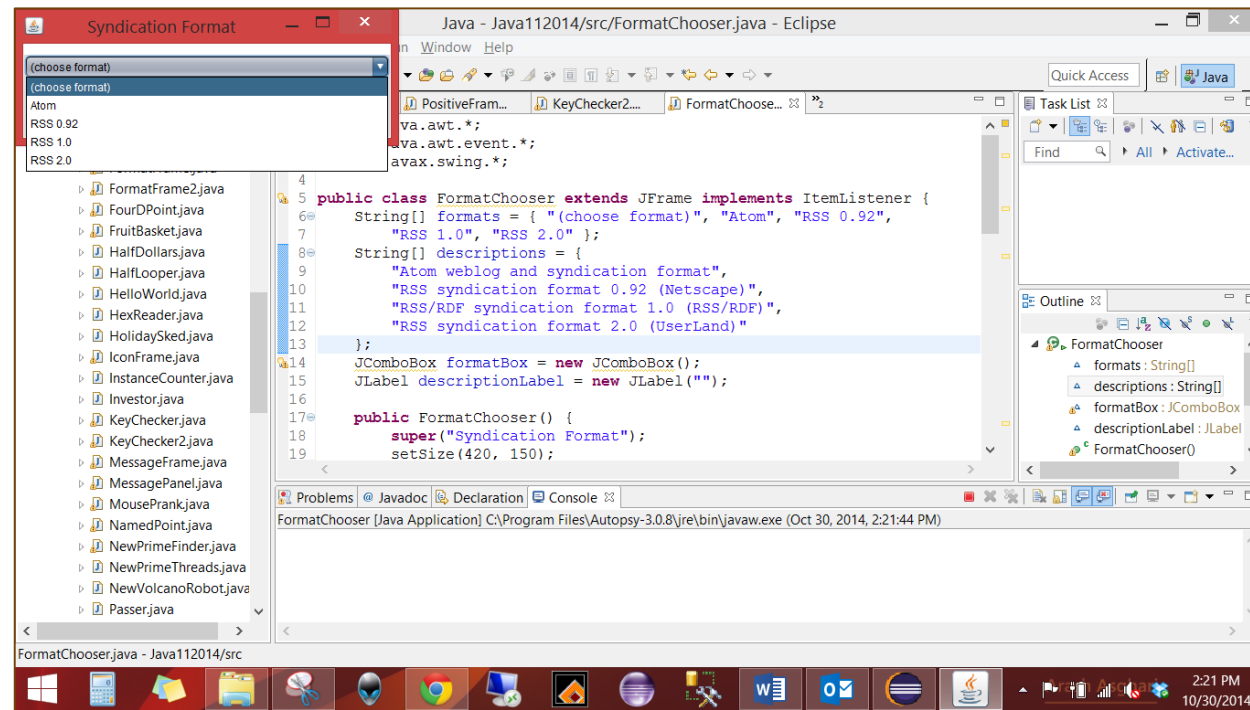 Syndication Format
Java - Java112014/src/FormatChooser.java - Eclipse
Window Help
(choose format)
(choose format)
Atom
RSS 0.92
RSS 1.0
RSS 2.0
Quick Access
Java
PositiveFram...
KeyChecker2....
FormatChoose...
»2
Task List
Find
All
Activate...
va.awt.*;
ava.awt.event.*;
avax.swing.*;
4
5 public class FormatChooser extends JFrame implements ItemListener {
6 String[] formats = { "(choose format)", "Atom", "RSS 0.92",
7 "RSS 1.0", "RSS 2.0" };
8 String[] descriptions = {
9 "Atom weblog and syndication format",
10 "RSS syndication format 0.92 (Netscape)",
11 "RSS/RDF syndication format 1.0 (RSS/RDF)",
12 "RSS syndication format 2.0 (UserLand)"
13 };
14 JComboBox formatBox = new JComboBox();
15 JLabel descriptionLabel = new JLabel("");
16
17 public FormatChooser() {
18 super("Syndication Format");
19 setSize(420, 150);
FormatFrame2.java
FourDPoint.java
FruitBasket.java
HalfDollars.java
HalfLooper.java
HelloWorld.java
HexReader.java
HolidaySked.java
IconFrame.java
InstanceCounter.java
Investor.java
KeyChecker.java
KeyChecker2.java
MessageFrame.java
MessagePanel.java
MousePrank.java
NamedPoint.java
NewPrimeFinder.java
NewPrimeThreads.java
NewVolcanoRobot.java
Passer.java
Outline
FormatChooser
formats : String[]
descriptions : String[]
formatBox : JComboBox
descriptionLabel : JLabel
FormatChooser()
Problems @ Javadoc Declaration Console
FormatChooser [Java Application] C:\Program Files\Autopsy-3.0.8\jre\bin\javaw.exe (Oct 30, 2014, 2:21:44 PM)
FormatChooser.java - Java112014/src
2:21 PM
10/30/2014